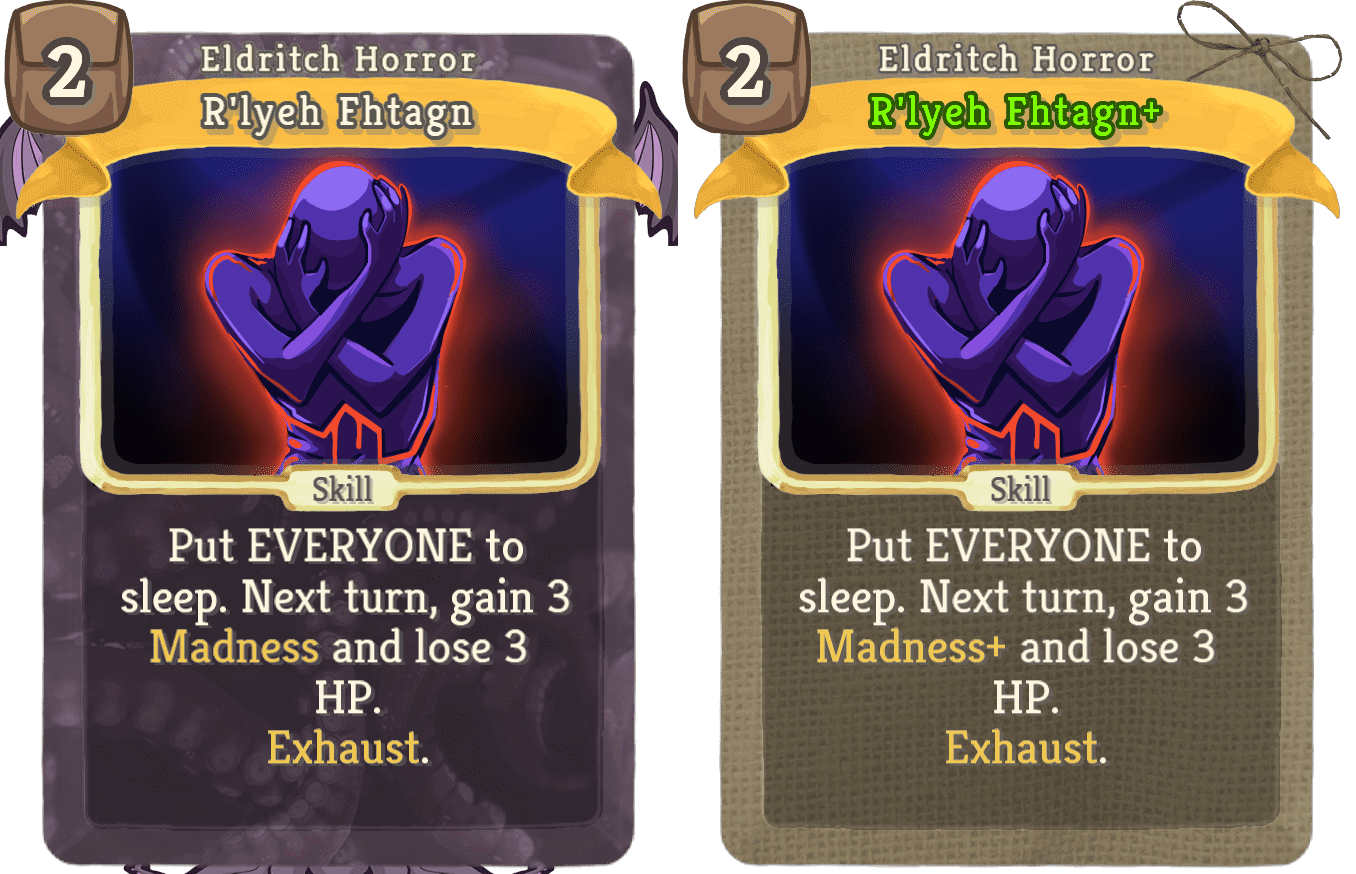 2
Eldritch Horror
R'lyeh Fhtagn
Skill
Put EVERYONE to
sleep. Next turn, gain 3
Madness and lose 3
HP.
Exhaust.
2
Eldritch Horror
R'lyeh Fhtagn+
Skill
Put EVERYONE to
sleep. Next turn, gain 3
Madness+ and lose 3
HP.
Exhaust.